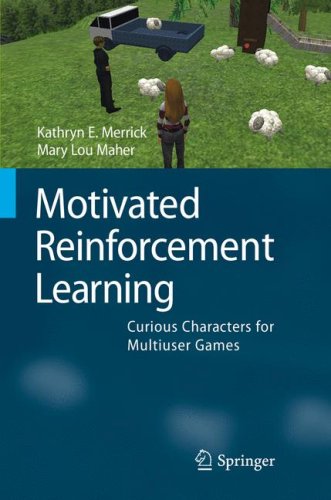 Kathryn E. Merrick
Mary Lou Maher
Motivated
Reinforcement
Learning
Curious Characters for
Multiuser Games
Springer